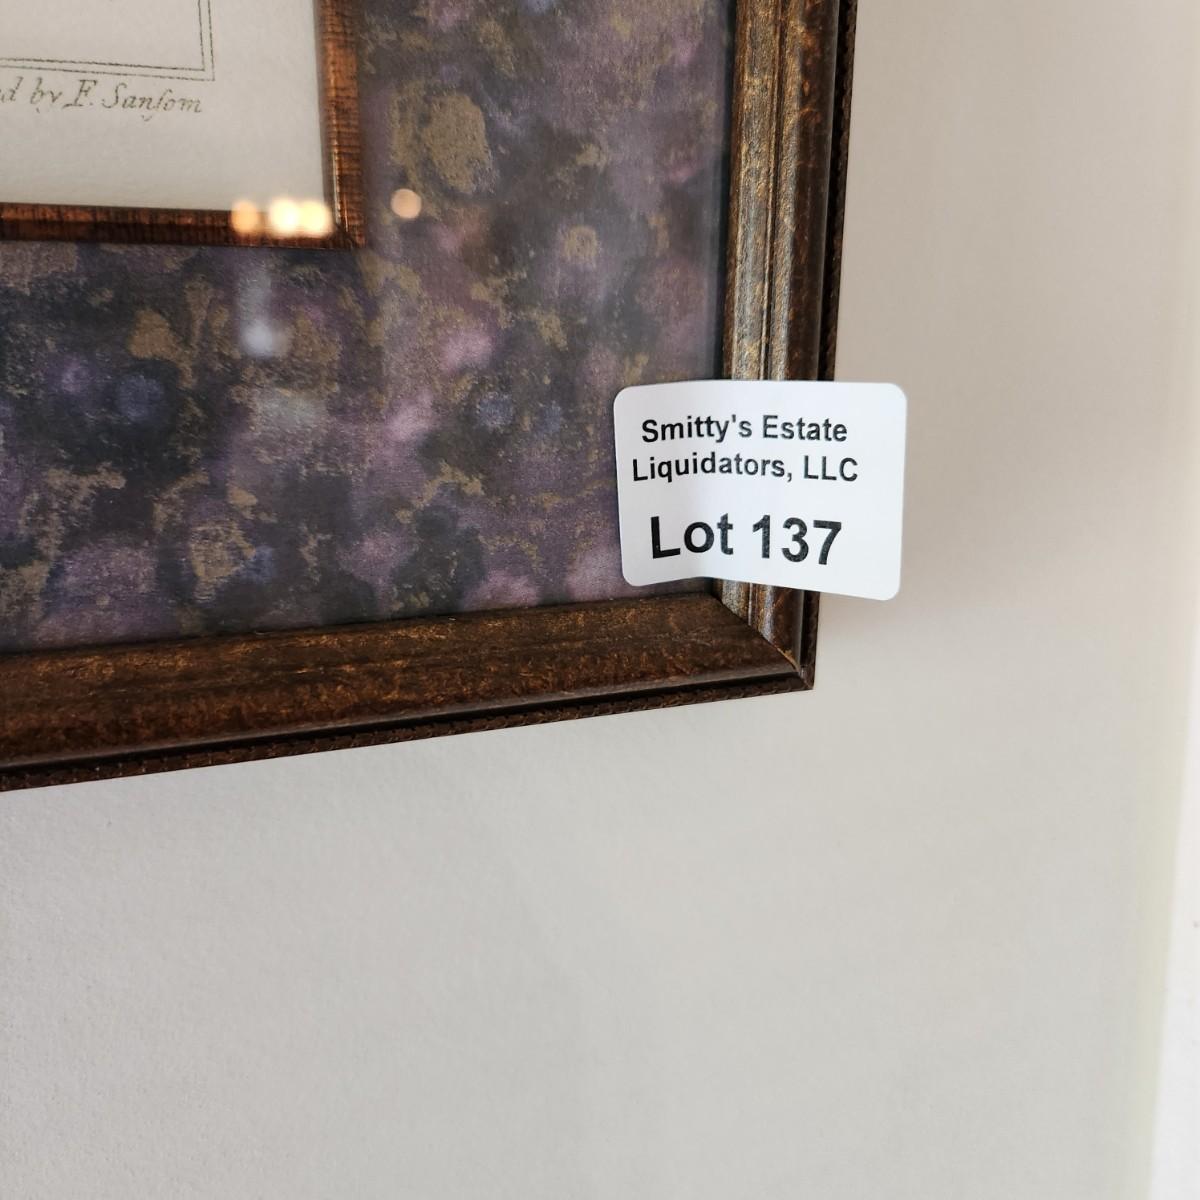 d by F. Sanſom
Smitty's Estate
Liquidators, LLC
Lot 137